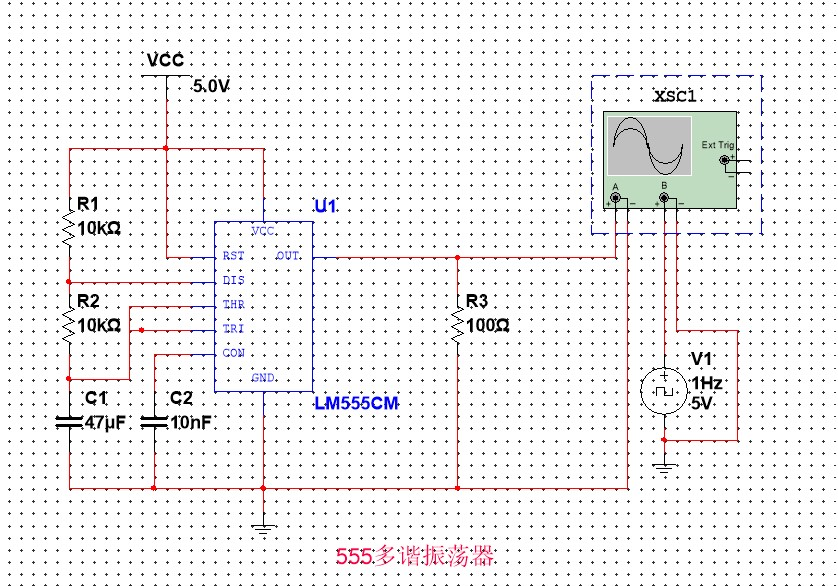 VCC
5.0V
XSC1
Ext Trig
+
−
A
B
+
−
+
−
R1
10kΩ
U1
VCC
RST
OUT
DIS
THR
TRI
CON
GND
R2
10kΩ
R3
100Ω
C1
47µF
C2
10nF
LM555CM
V1
1Hz
5V
555多谐振荡器